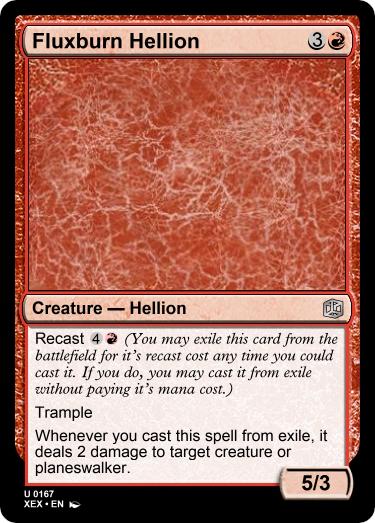 Fluxburn Hellion 3
Creature — Hellion
Recast 4 (You may exile this card from the
battlefield for it's recast cost any time you could
cast it. If you do, you may cast it from exile
without paying it's mana cost.)
Trample
Whenever you cast this spell from exile, it
deals 2 damage to target creature or
planeswalker.
5/3
U 0167
XEX • EN